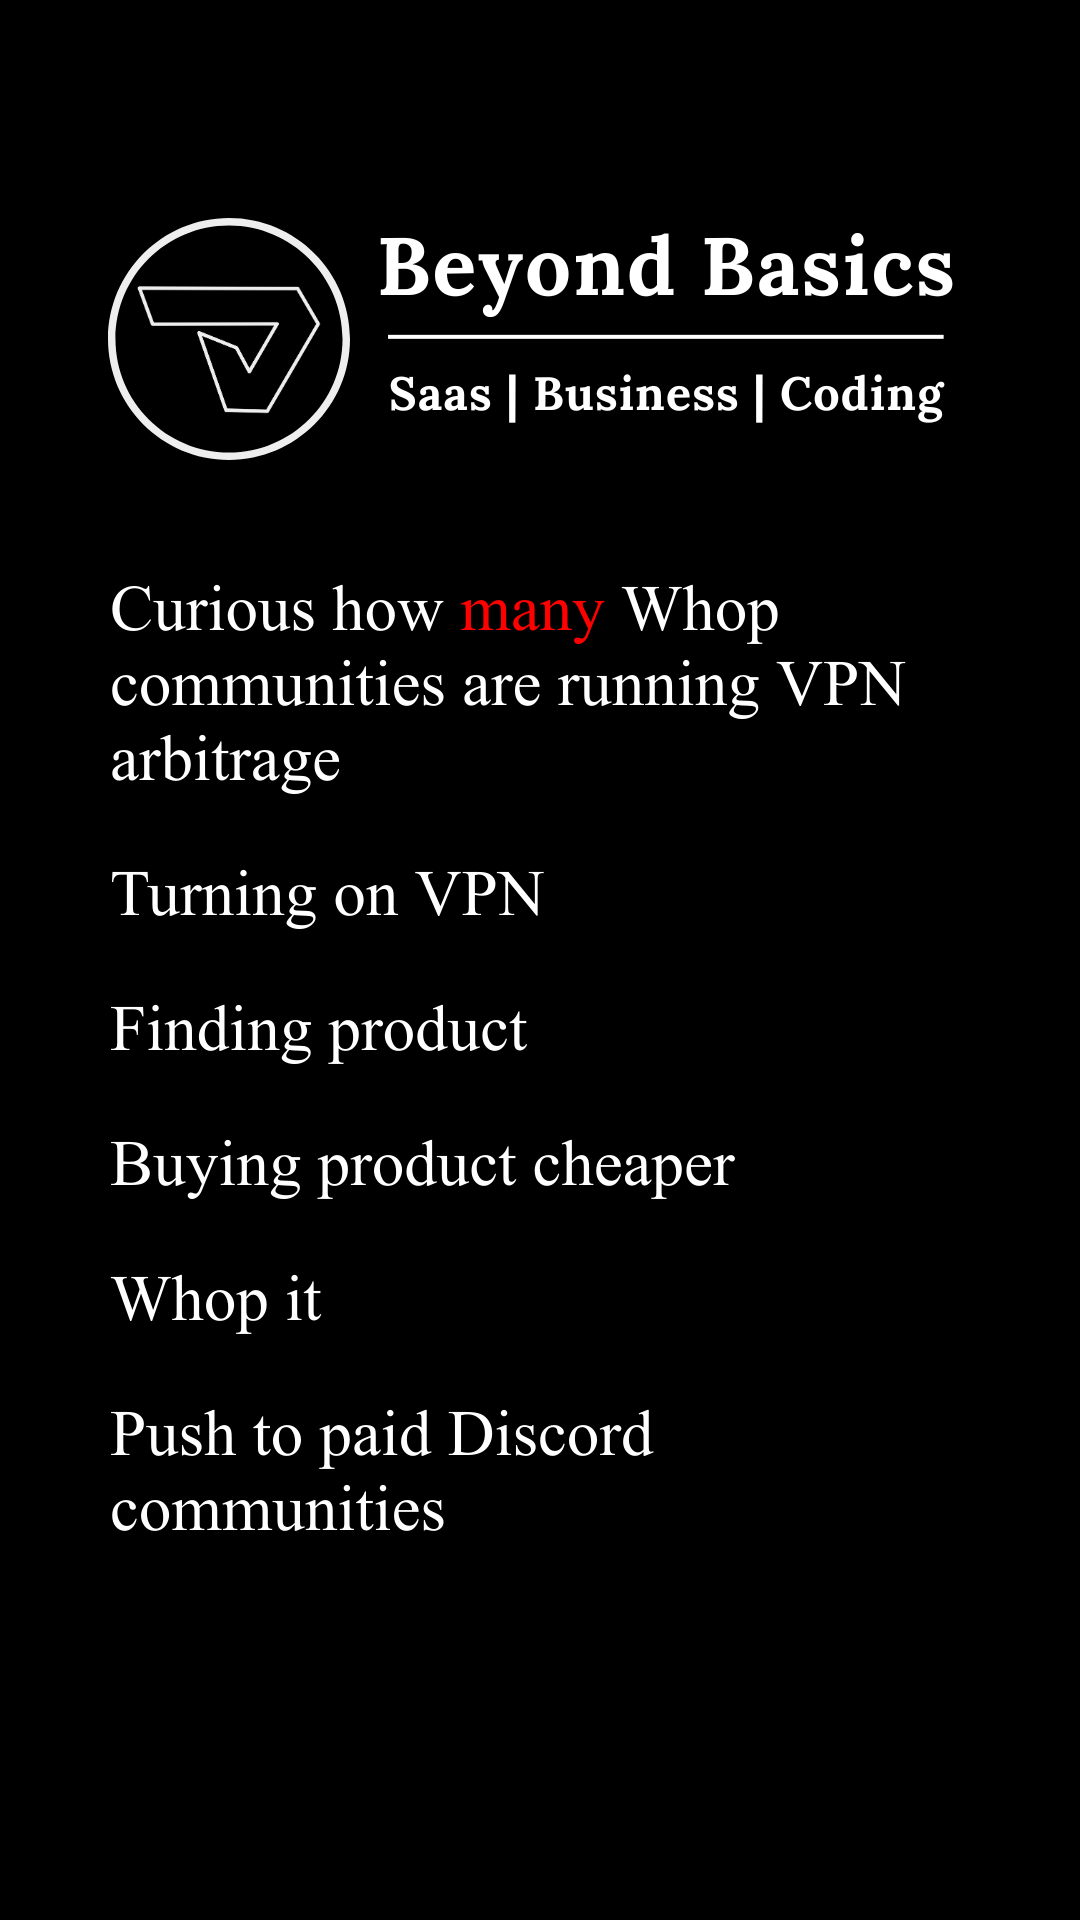 Beyond Basics
Saas | Business | Coding
Curious how many Whop
communities are running VPN
arbitrage
Turning on VPN
Finding product
Buying product cheaper
Whop it
Push to paid Discord
communities